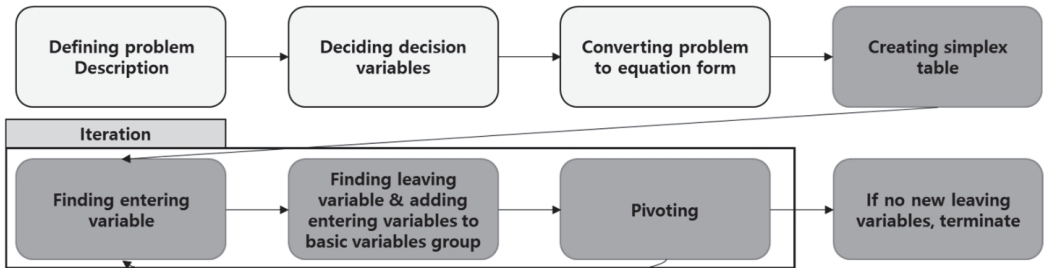 Defining problem
Description
Deciding decision
variables
Converting problem
to equation form
Creating simplex
table
Iteration
Finding entering
variable
Finding leaving
variable & adding
entering variables to
basic variables group
Pivoting
If no new leaving
variables, terminate